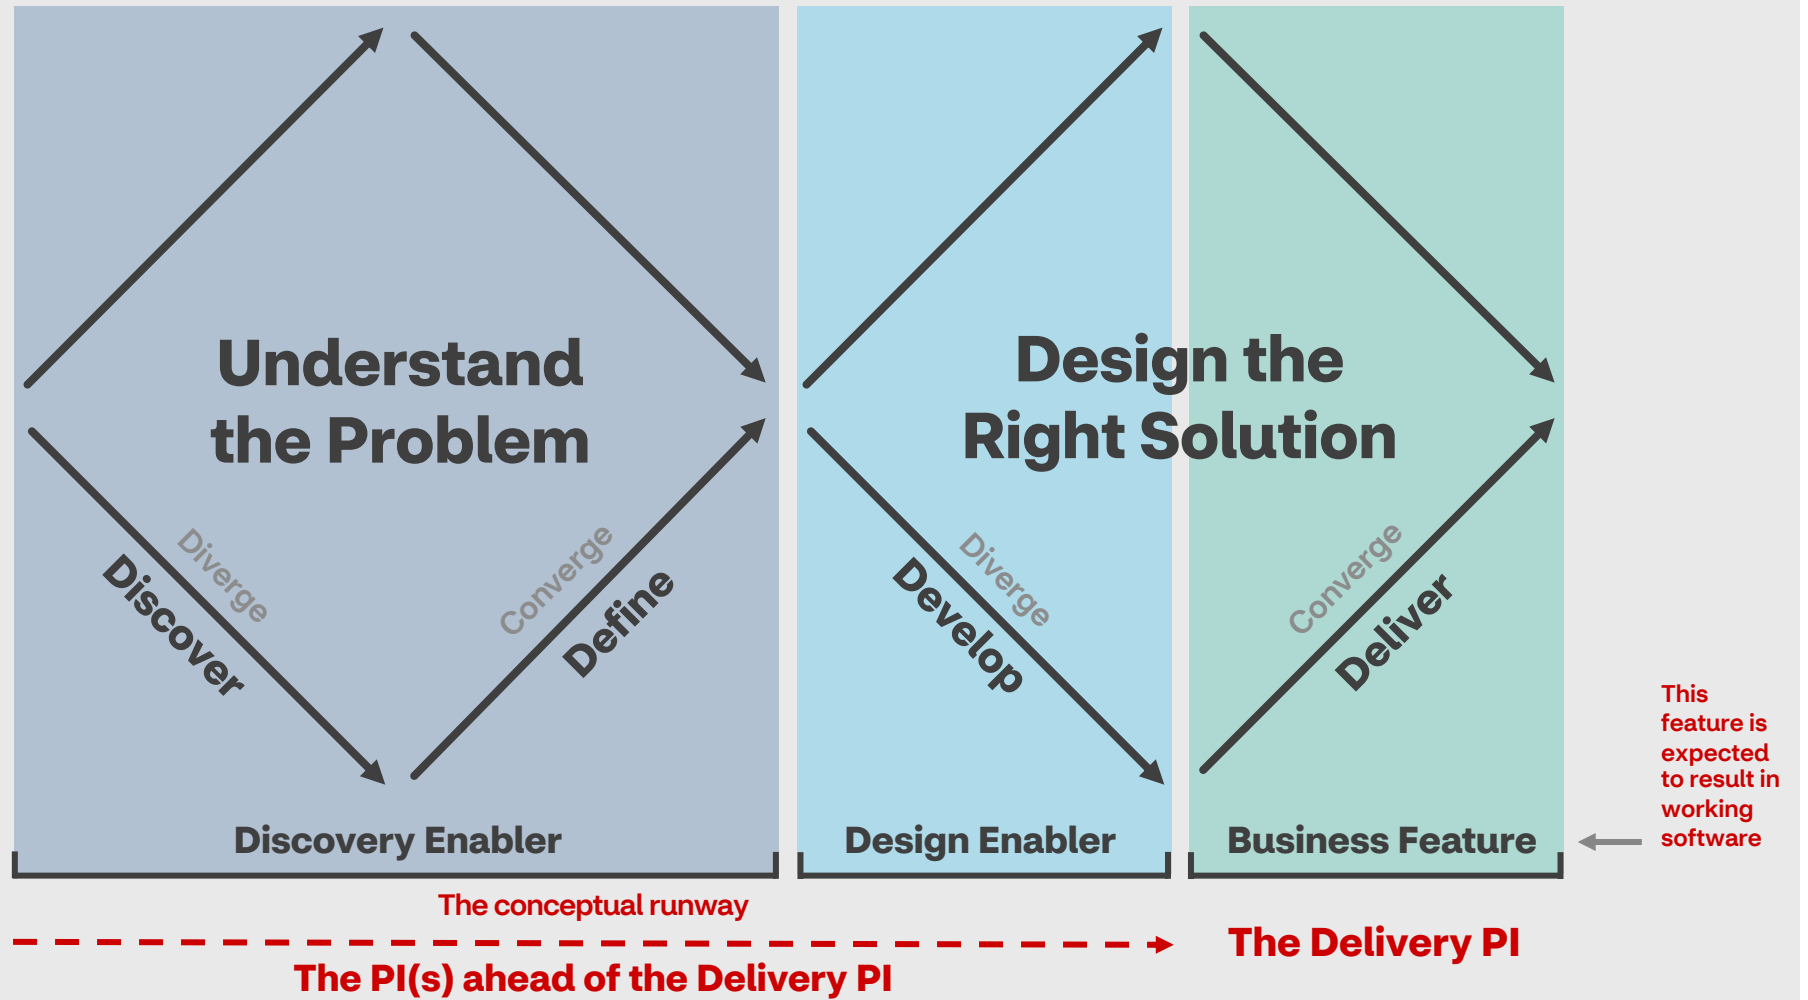 Understand
the Problem
Design the
Right Solution
Diverge
Discover
Converge
Define
Diverge
Develop
Converge
Deliver
Discovery Enabler
Design Enabler
Business Feature
This
feature is
expected
to result in
working
software
The conceptual runway
The PI(s) ahead of the Delivery PI
The Delivery PI